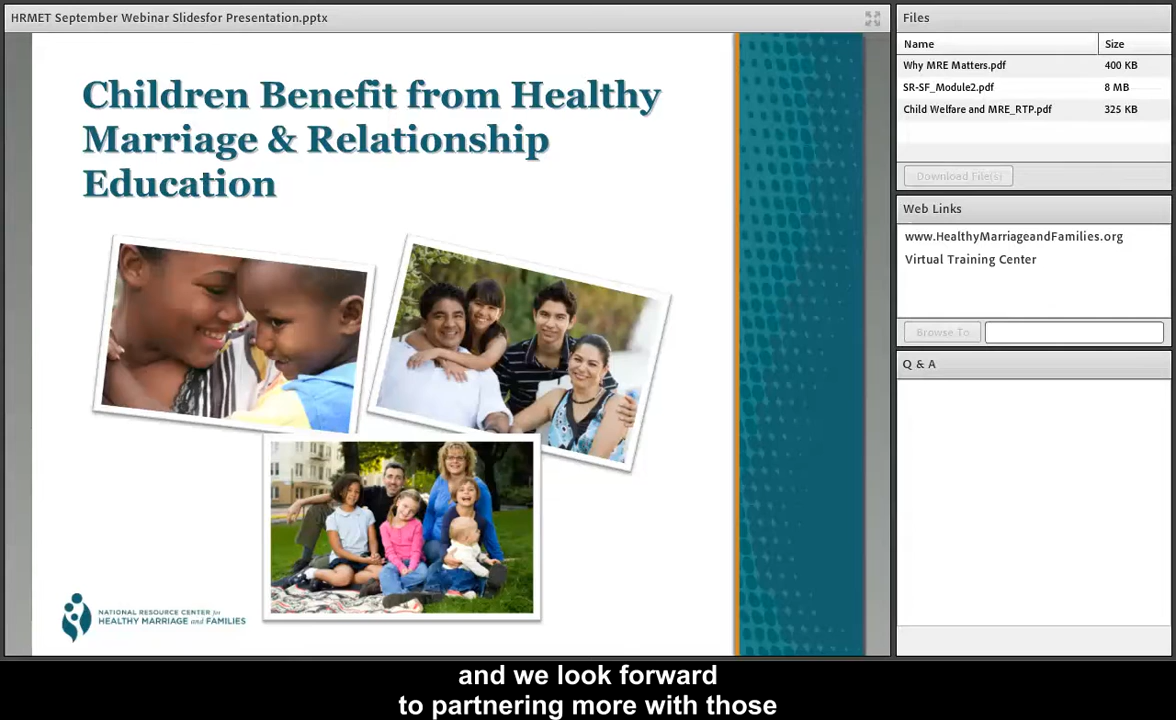 HRMET September Webinar Slidesfor Presentation.pptx
Children Benefit from Healthy
Marriage & Relationship
Education
NATIONAL RESOURCE CENTER for
HEALTHY MARRIAGE and FAMILIES
Files
Name Size
Why MRE Matters.pdf 400 KB
SR-SF_Module2.pdf 8 MB
Child Welfare and MRE_RTP.pdf 325 KB
Download File(s)
Web Links
www.HealthyMarriageandFamilies.org
Virtual Training Center
Browse To
Q & A
and we look forward
to partnering more with those